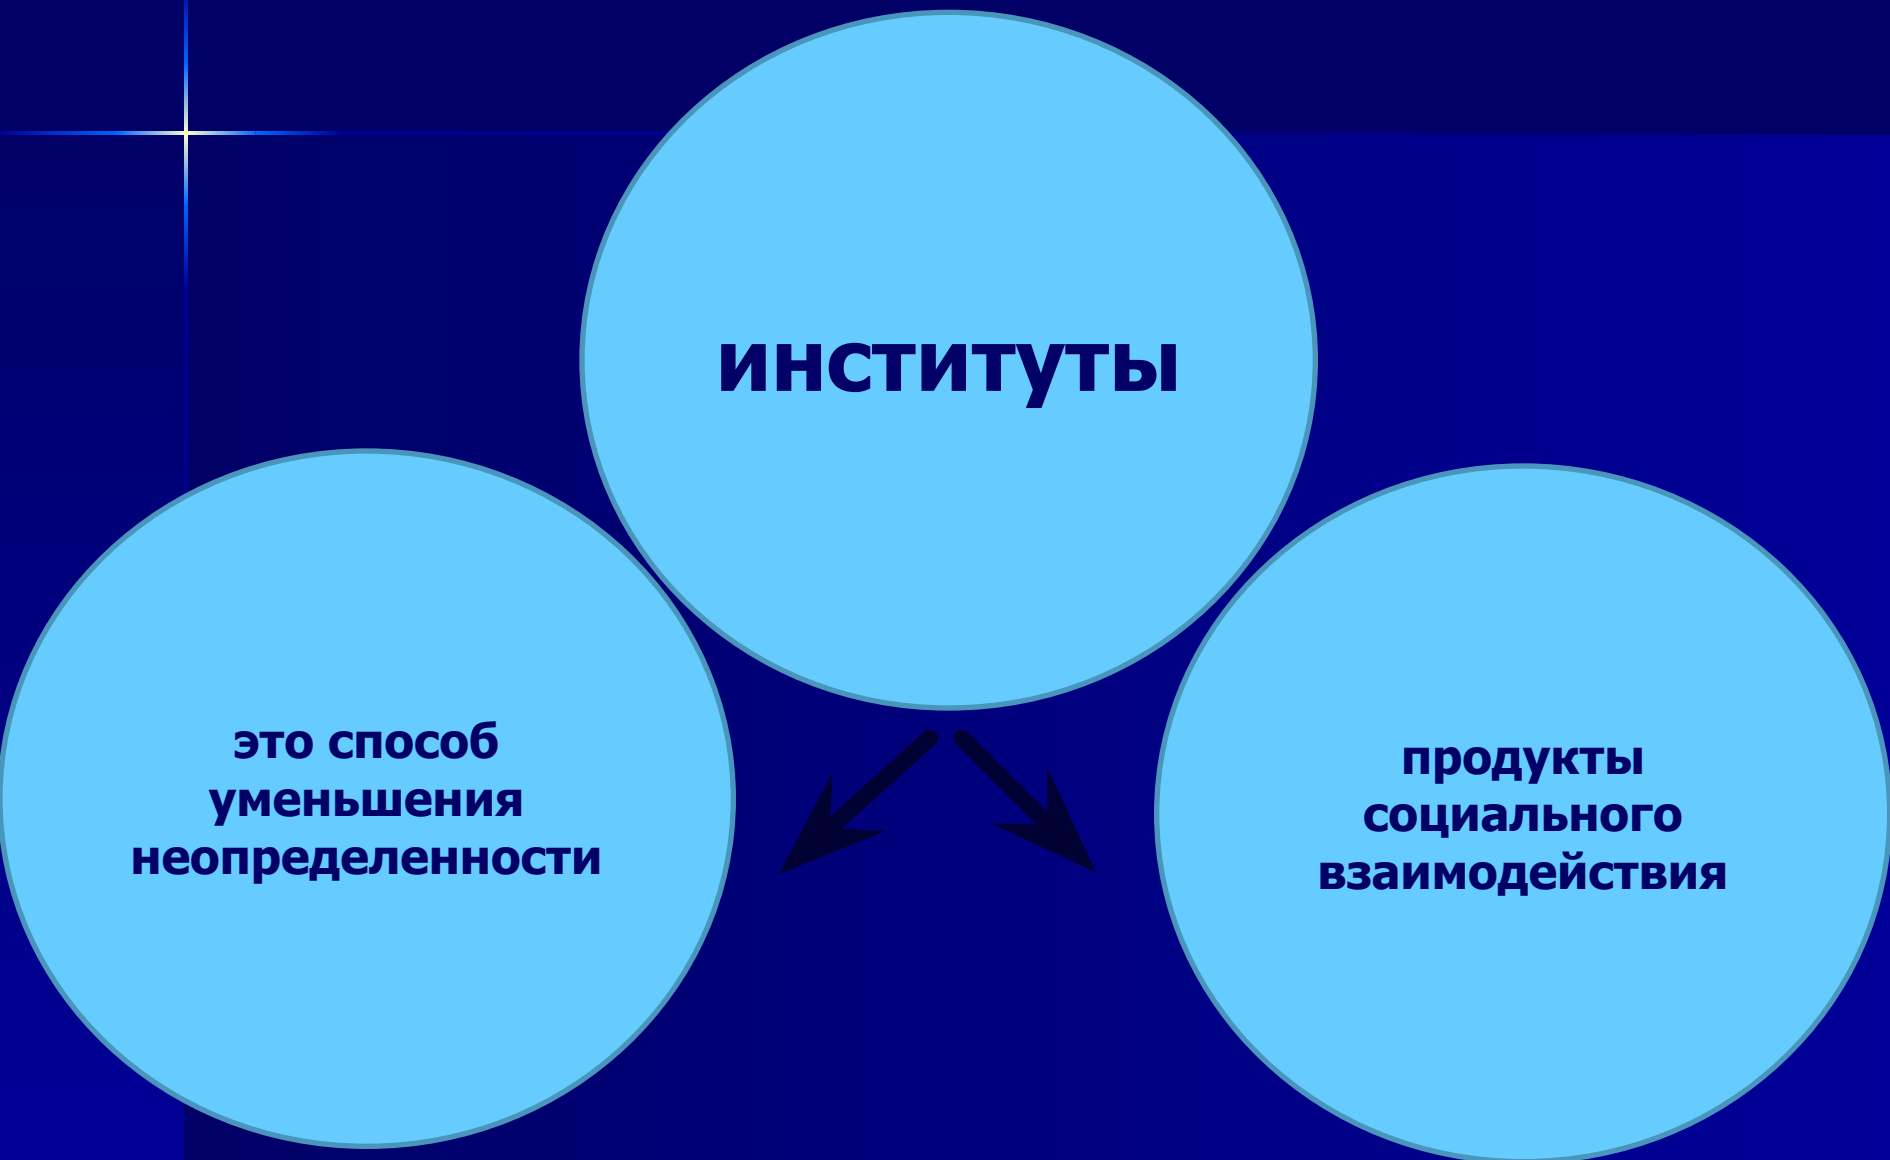 институты
это способ
уменьшения
неопределенности
продукты
социального
взаимодействия